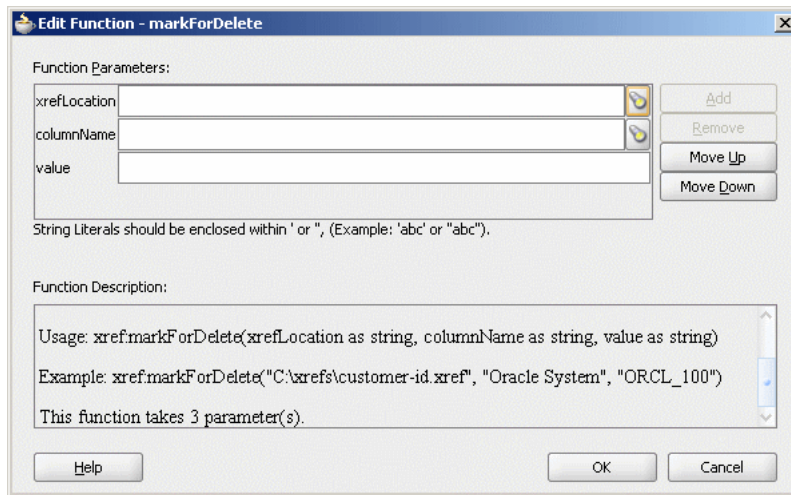 Edit Function - markForDelete
Function Parameters:
xrefLocation
Add
columnName
Remove
value
Move Up
Move Down
String Literals should be enclosed within ' or ", (Example: 'abc' or "abc").
Function Description:
Usage: xref:markForDelete(xrefLocation as string, columnName as string, value as string)
Example: xref:markForDelete("C:\xrefs\customer-id.xref", "Oracle System", "ORCL_100")
This function takes 3 parameter(s).
Help
OK
Cancel